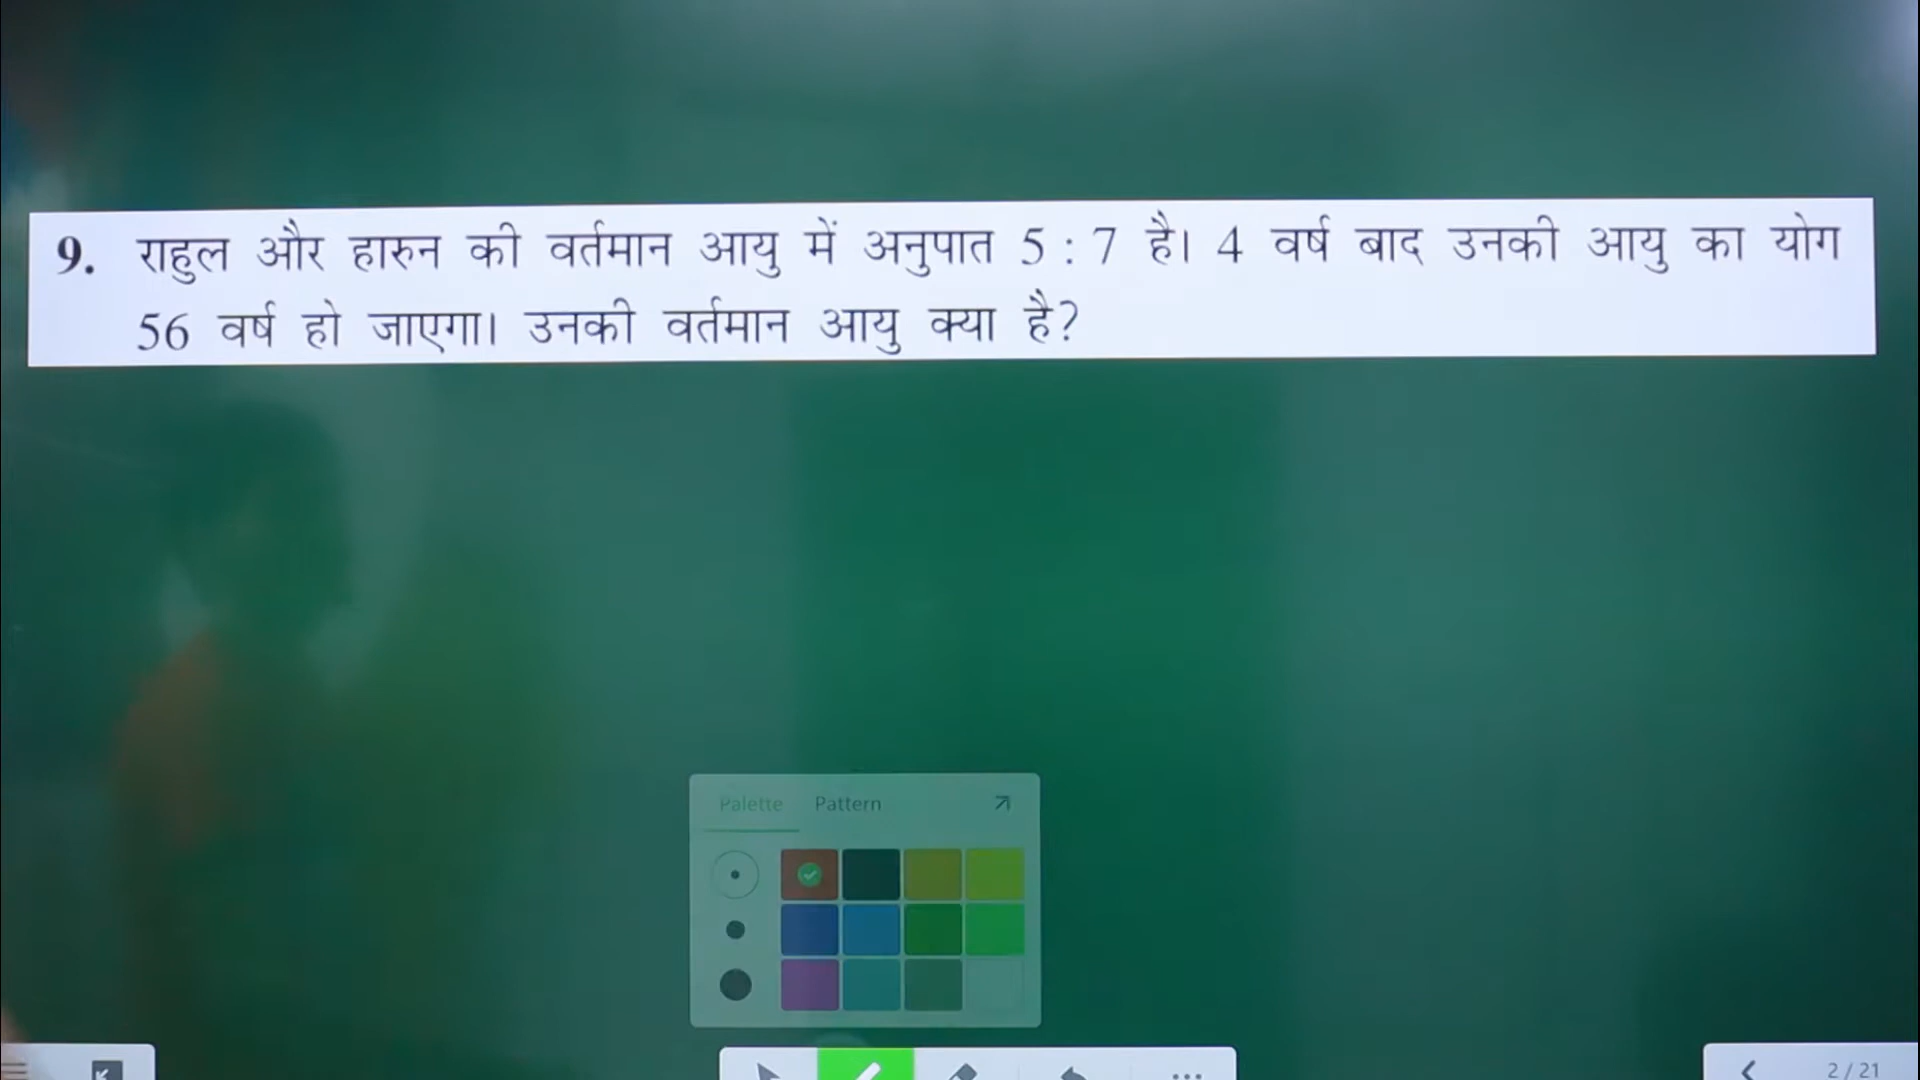 9. राहुल और हारुन की वर्तमान आयु में अनुपात 5 : 7 है। 4 वर्ष बाद उनकी आयु का योग
56 वर्ष हो जाएगा। उनकी वर्तमान आयु क्या है?
Palette Pattern
2 / 21